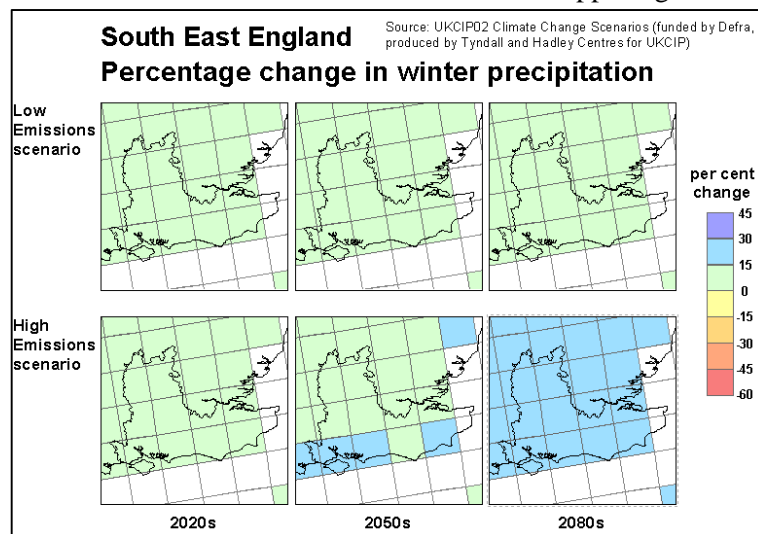 South East England
Source: UKCIP02 Climate Change Scenarios (funded by Defra,
produced by Tyndall and Hadley Centres for UKCIP)
Percentage change in winter precipitation
Low
Emissions
scenario
per cent
change
45
30
15
0
-15
-30
-45
-60
High
Emissions
scenario
2020s
2050s
2080s